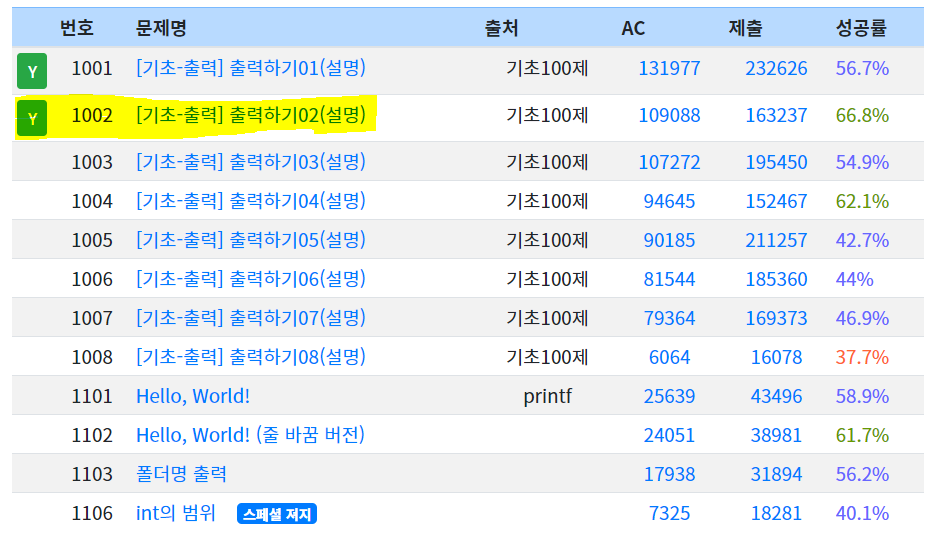 번호 문제명 출처 AC 제출 성공률
Y 1001 [기초-출력] 출력하기01(설명) 기초100제 131977 232626 56.7%
Y 1002 [기초-출력] 출력하기02(설명) 기초100제 109088 163237 66.8%
1003 [기초-출력] 출력하기03(설명) 기초100제 107272 195450 54.9%
1004 [기초-출력] 출력하기04(설명) 기초100제 94645 152467 62.1%
1005 [기초-출력] 출력하기05(설명) 기초100제 90185 211257 42.7%
1006 [기초-출력] 출력하기06(설명) 기초100제 81544 185360 44%
1007 [기초-출력] 출력하기07(설명) 기초100제 79364 169373 46.9%
1008 [기초-출력] 출력하기08(설명) 기초100제 6064 16078 37.7%
1101 Hello, World! printf 25639 43496 58.9%
1102 Hello, World! (줄 바꿈 버전) 24051 38981 61.7%
1103 폴더명 출력 17938 31894 56.2%
1106 int의 범위 스페셜 저지 7325 18281 40.1%